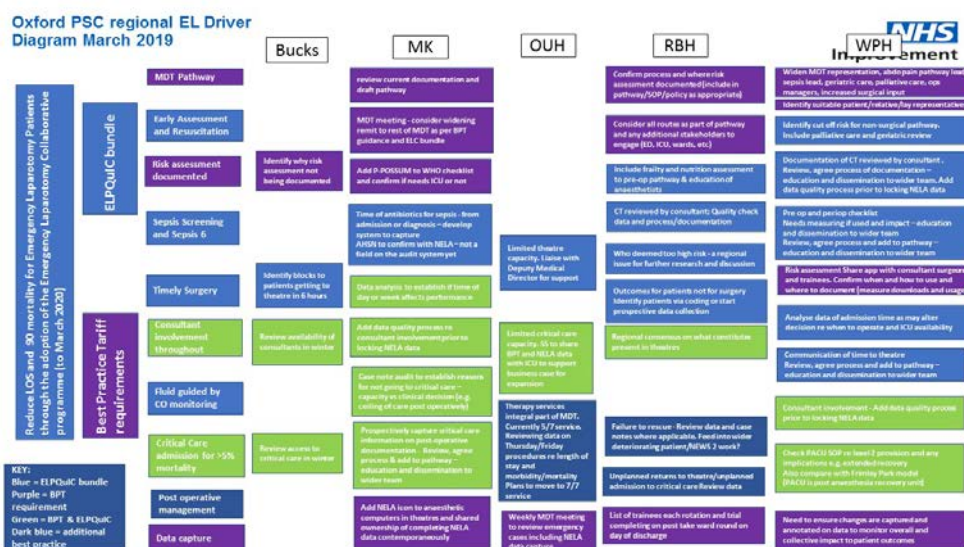 Oxford PSC regional EL Driver
Diagram March 2019
NHS
Improvement
Bucks
MK
OUH
RBH
WPH
Reduce LOS and 90 mortality for Emergency Laparotomy Patients
through the adoption of the Emergency Laparotomy Collaborative
programme [to March 2020]
ELPQuIC bundle
Best Practice Tariff
requirements
KEY:
Blue = ELPQuIC bundle
Purple = BPT
requirement
Green = BPT & ELPQuIC
Dark blue = additional
best practice
MDT Pathway
Early Assessment
and Resuscitation
Risk assessment
documented
Sepsis Screening
and Sepsis 6
Timely Surgery
Consultant
involvement
throughout
Fluid guided by
CO monitoring
Critical Care
admission for >5%
mortality
Post operative
management
Data capture
Identify why risk
assessment not
being documented
Identify blocks to
patients getting to
theatre in 6 hours
Review availability of
consultants in winter
Review access to
critical care in winter
review current documentation and
draft pathway
MDT meeting - consider widening
remit to rest of MDT as per BPT
guidance and ELC bundle
Add P-POSSUM to WHO checklist
and confirm if needs ICU or not
Time of antibiotics for sepsis - from
admission or diagnosis – develop
system to capture
AHSN to confirm with NELA – not a
field on the audit system yet
Data analysis to establish if time of
day or week affects performance
Add data quality process re
consultant involvement prior to
locking NELA data
Case note audit to establish reasons
for not going to critical care –
capacity vs clinical decision (e.g.
ceiling of care post operatively)
Prospectively capture critical care
information on post-operative
documentation - Review, agree
process & add to pathway –
education and dissemination to
wider team
Add NELA icon to anaesthetic
computers in theatres and shared
ownership of completing NELA
data contemporaneously
Limited theatre
capacity. Liaise with
Deputy Medical
Director for support
Limited critical care
capacity. SS to share
BPT and NELA data
with ICU to support
business case for
expansion
Therapy services
integral part of MDT.
Currently 5/7 service.
Reviewing data on
Thursday/Friday
procedures re length of
stay and
morbidity/mortality
Plans to move to 7/7
service
Weekly MDT meeting
to review emergency
cases including NELA
data capture
Confirm process and where risk
assessment documented (include in
pathway/SOP/policy as appropriate)
Consider all routes as part of pathway
and any additional stakeholders to
engage (ED, ICU, wards, etc)
Include frailty and nutrition assessment
to pre-op pathway & education of
anaesthetists
CT reviewed by consultant; Quality check
data and process/documentation
Who deemed too high risk – a regional
issue for further research and discussion
Outcomes for patients not for surgery
Identify patients via coding or start
prospective data collection
Regional consensus on what constitutes
present in theatres
Failure to rescue - Review data and case
notes where applicable. Feed into wider
deteriorating patient/NEWS 2 work?
Unplanned returns to theatre/unplanned
admission to critical care Review data
List of trainees each rotation and trial
completing on post take ward round on
day of discharge
Widen MDT representation, abdo pain pathway lead
sepsis lead, geriatric care, palliative care, ops
managers, increased surgical input
Identify suitable patient/relative/lay representative
Identify cut off risk for non-surgical pathway.
Include palliative care and geriatric review
Documentation of CT reviewed by consultant .
Review, agree process of documentation –
education and dissemination to wider team. Add
data quality process prior to locking NELA data
Pre op and periop checklist
Needs measuring if used and impact – education
and dissemination to wider team
Review, agree process and add to pathway –
education and dissemination to wider team
Risk assessment Share app with consultant surgeon
and trainees. Confirm when and how to use and
where to document (measure downloads and usage
Analyse data of admission time as may alter
decision re when to operate and ICU availability
Communication of time to theatre
Review, agree process and add to pathway –
education and dissemination to wider team
Consultant involvement - Add data quality process
prior to locking NELA data
Check PACU SOP re level 2 provision and any
implications e.g. extended recovery
Also compare with Frimley Park model
(PACU is post anaesthesia recovery unit)
Need to ensure changes are captured and
annotated on data to monitor overall and
collective impact to patient outcomes